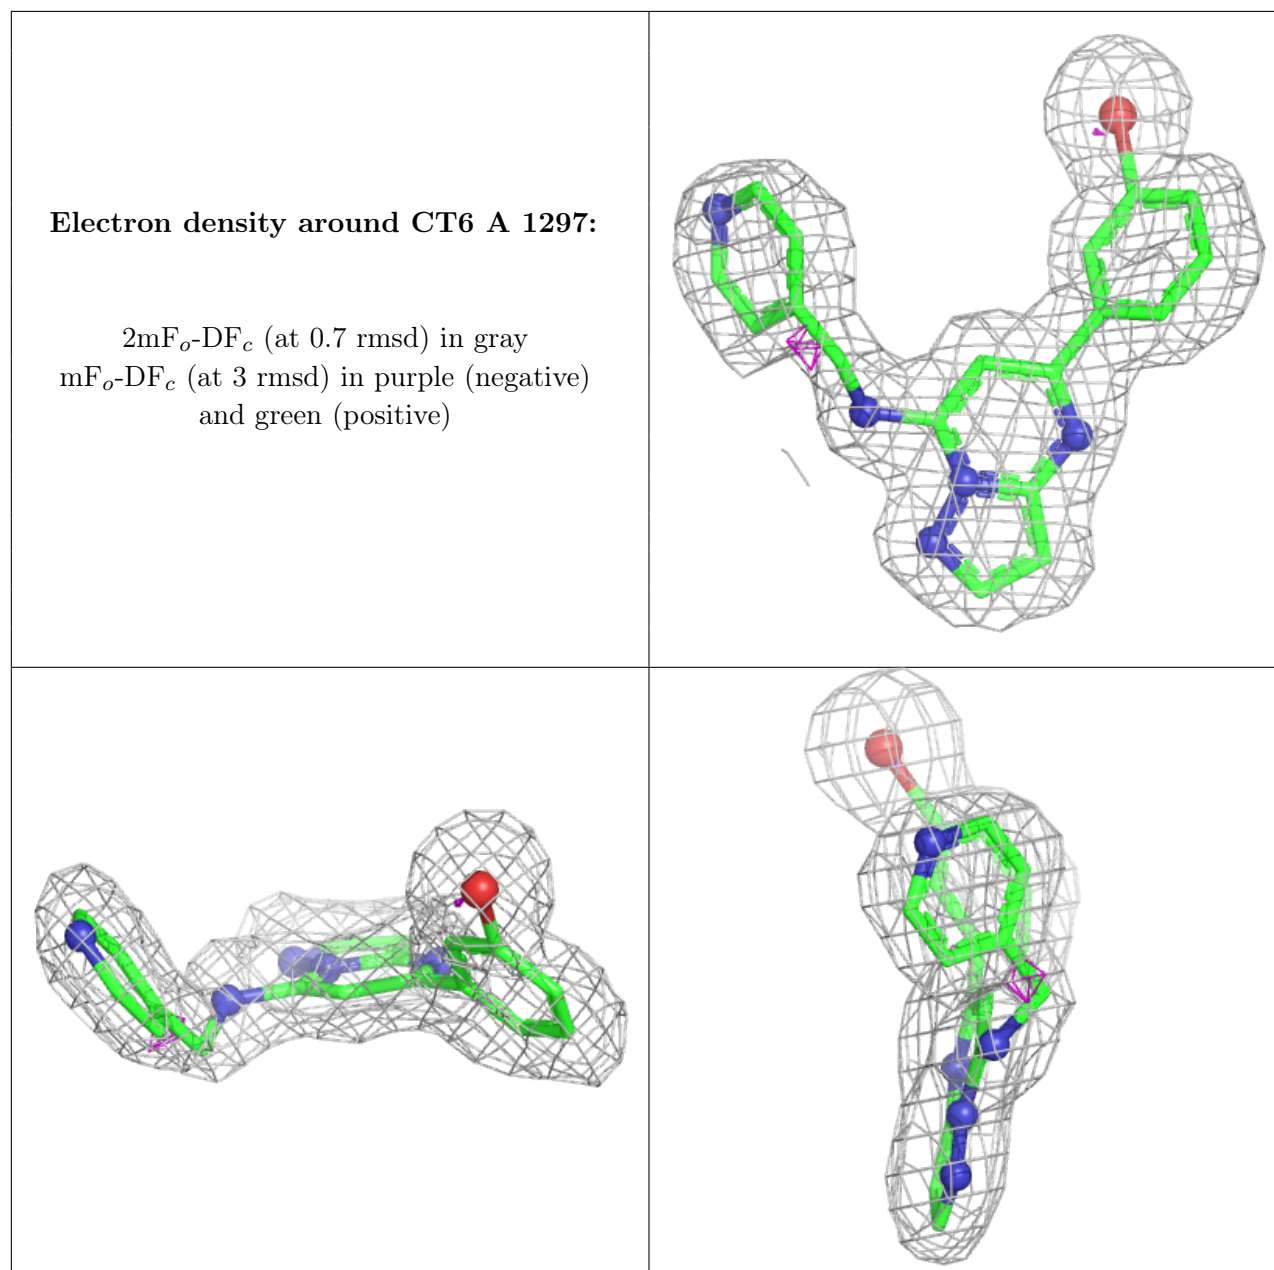 Electron density around CT6 A 1297:
2mFo-DFc (at 0.7 rmsd) in gray
mFo-DFc (at 3 rmsd) in purple (negative)
and green (positive)